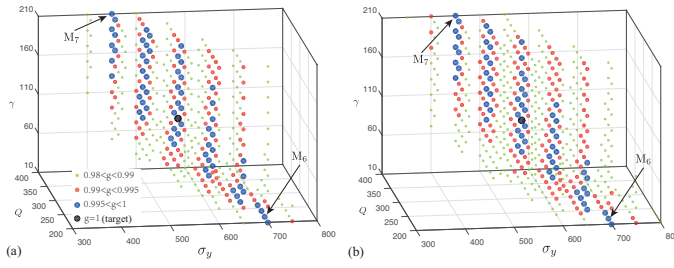 210
M₇
160
γ
110
60
10
400
350
300
Q
250
200
0.98<g<0.99
0.99<g<0.995
0.995<g<1
g=1 (target)
M₆
300
400
500
600
700
800
σy
(a)
210
M₇
160
γ
110
60
10
400
350
300
Q
250
200
M₆
300
400
500
600
700
800
σy
(b)